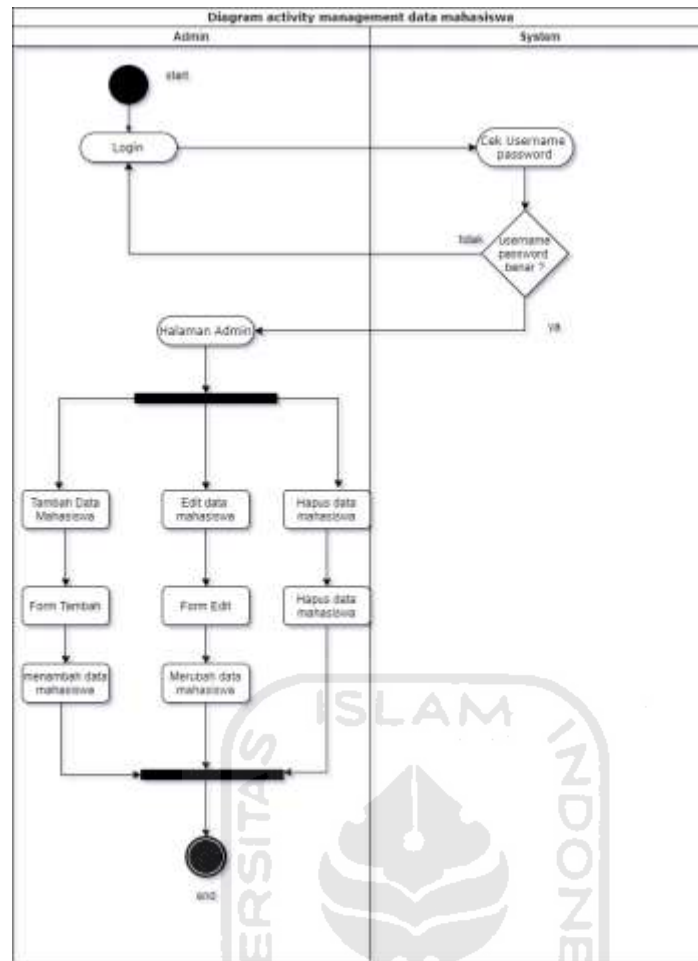 Diagram activity management data mahasiswa
Admin
System
start
Login
Cek Username
password
tidak
username
password
benar ?
ya
Halaman Admin
Tambah Data
Mahasiswa
Edit data
mahasiswa
Hapus data
mahasiswa
Form Tambah
Form Edit
Hapus data
mahasiswa
menambah data
mahasiswa
Merubah data
mahasiswa
end
ISLAM